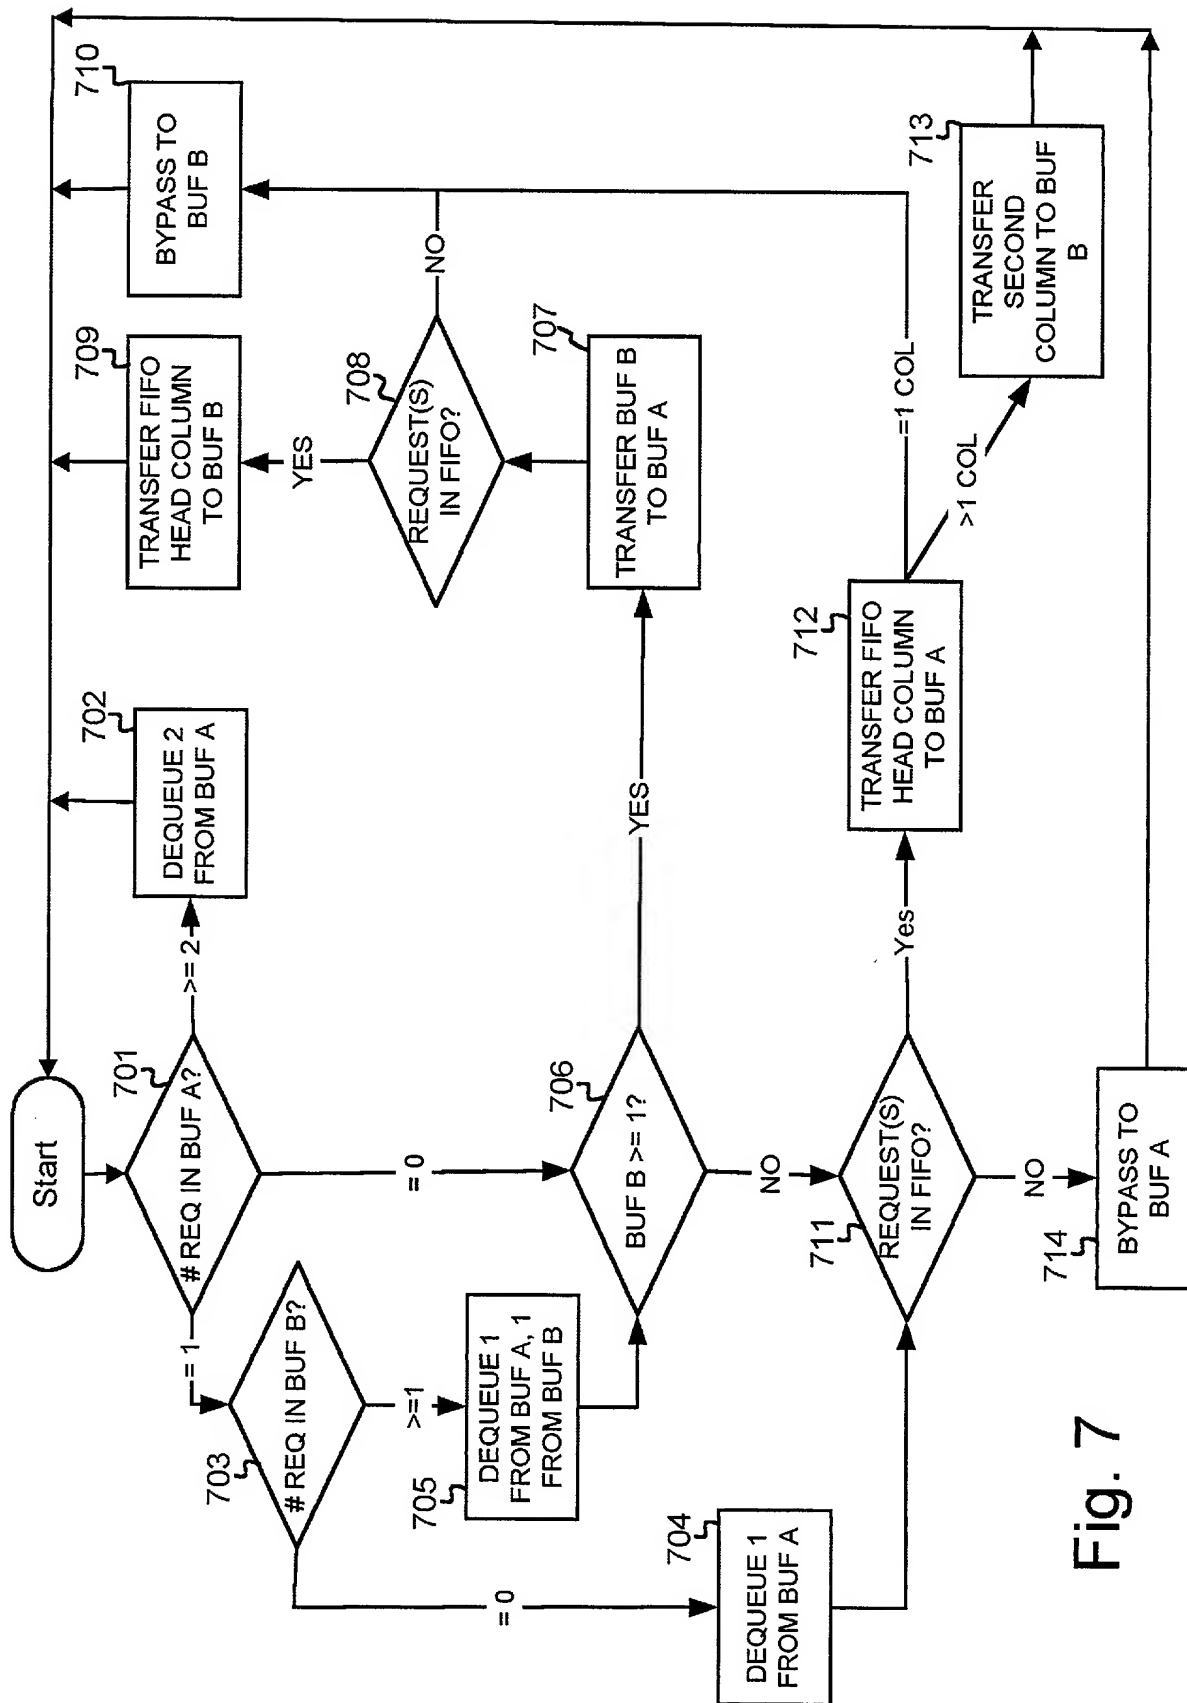 Start
701
# REQ IN BUF A?
>= 2
702
DEQUEUE 2
FROM BUF A
= 1
703
# REQ IN BUF B?
>=1
705
DEQUEUE 1
FROM BUF A, 1
FROM BUF B
= 0
704
DEQUEUE 1
FROM BUF A
= 0
706
BUF B >= 1?
YES
707
TRANSFER BUF B
TO BUF A
708
REQUEST(S)
IN FIFO?
YES
709
TRANSFER FIFO
HEAD COLUMN
TO BUF B
NO
710
BYPASS TO
BUF B
NO
711
REQUEST(S)
IN FIFO?
Yes
712
TRANSFER FIFO
HEAD COLUMN
TO BUF A
=1 COL
>1 COL
713
TRANSFER
SECOND
COLUMN TO BUF
B
NO
714
BYPASS TO
BUF A
Fig. 7